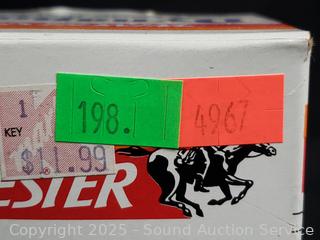 1
KEY
$11.99
198.
4967
ESTER
Copyright © 2025 - Sound Auction Service